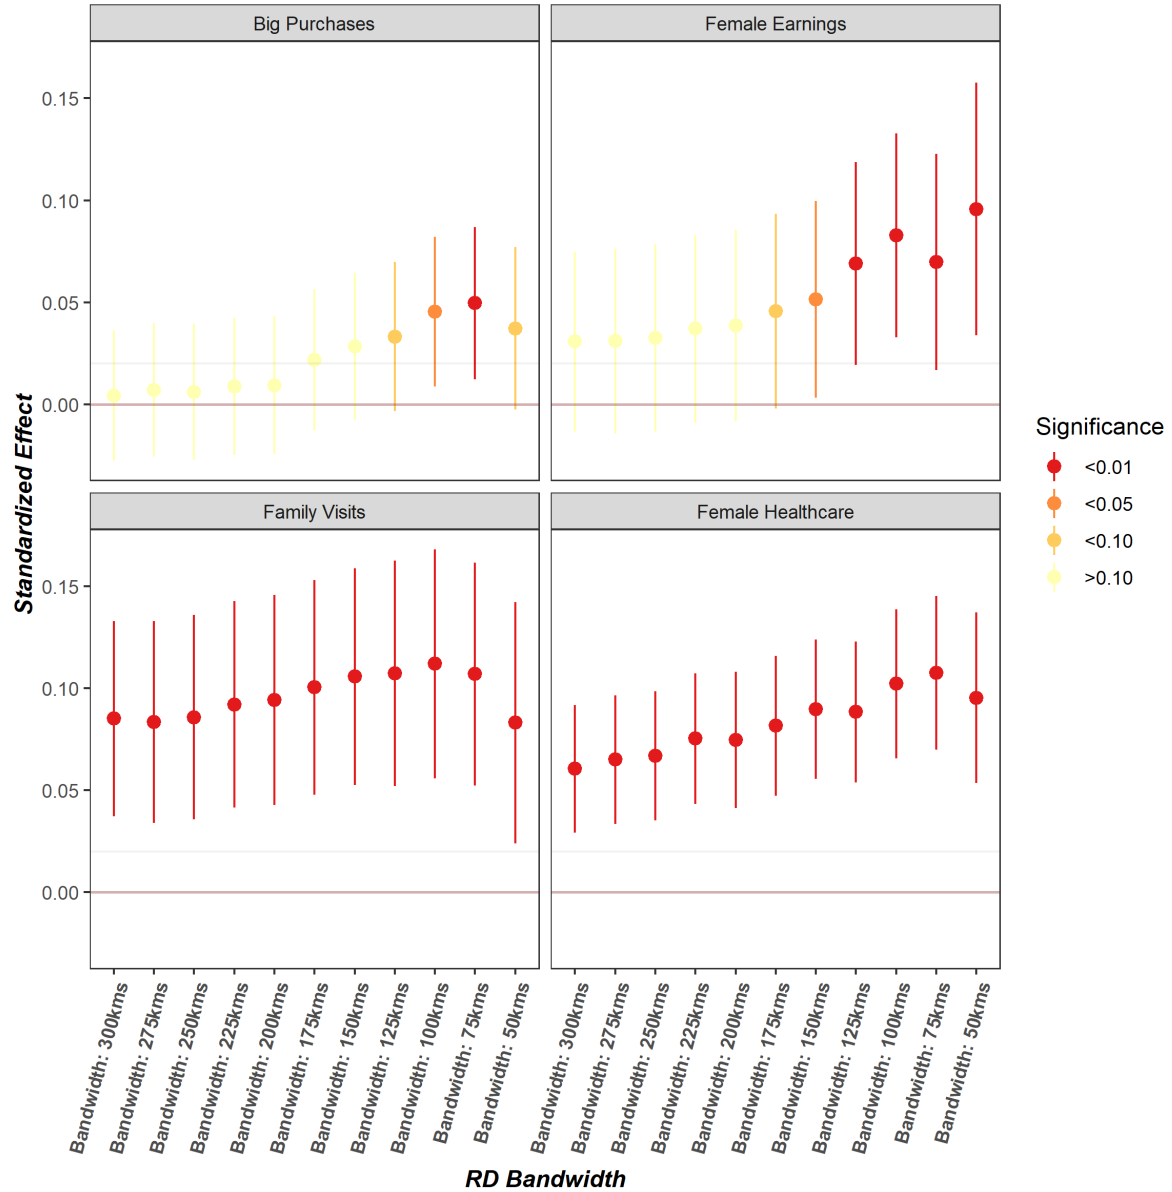 Big Purchases
Female Earnings
0.15
0.10
0.05
0.00
Family Visits
Female Healthcare
0.15
0.10
0.05
0.00
Standardized Effect
Bandwidth: 300kms
Bandwidth: 275kms
Bandwidth: 250kms
Bandwidth: 225kms
Bandwidth: 200kms
Bandwidth: 175kms
Bandwidth: 150kms
Bandwidth: 125kms
Bandwidth: 100kms
Bandwidth: 75kms
Bandwidth: 50kms
Bandwidth: 300kms
Bandwidth: 275kms
Bandwidth: 250kms
Bandwidth: 225kms
Bandwidth: 200kms
Bandwidth: 175kms
Bandwidth: 150kms
Bandwidth: 125kms
Bandwidth: 100kms
Bandwidth: 75kms
Bandwidth: 50kms
RD Bandwidth
Significance
<0.01
<0.05
<0.10
>0.10